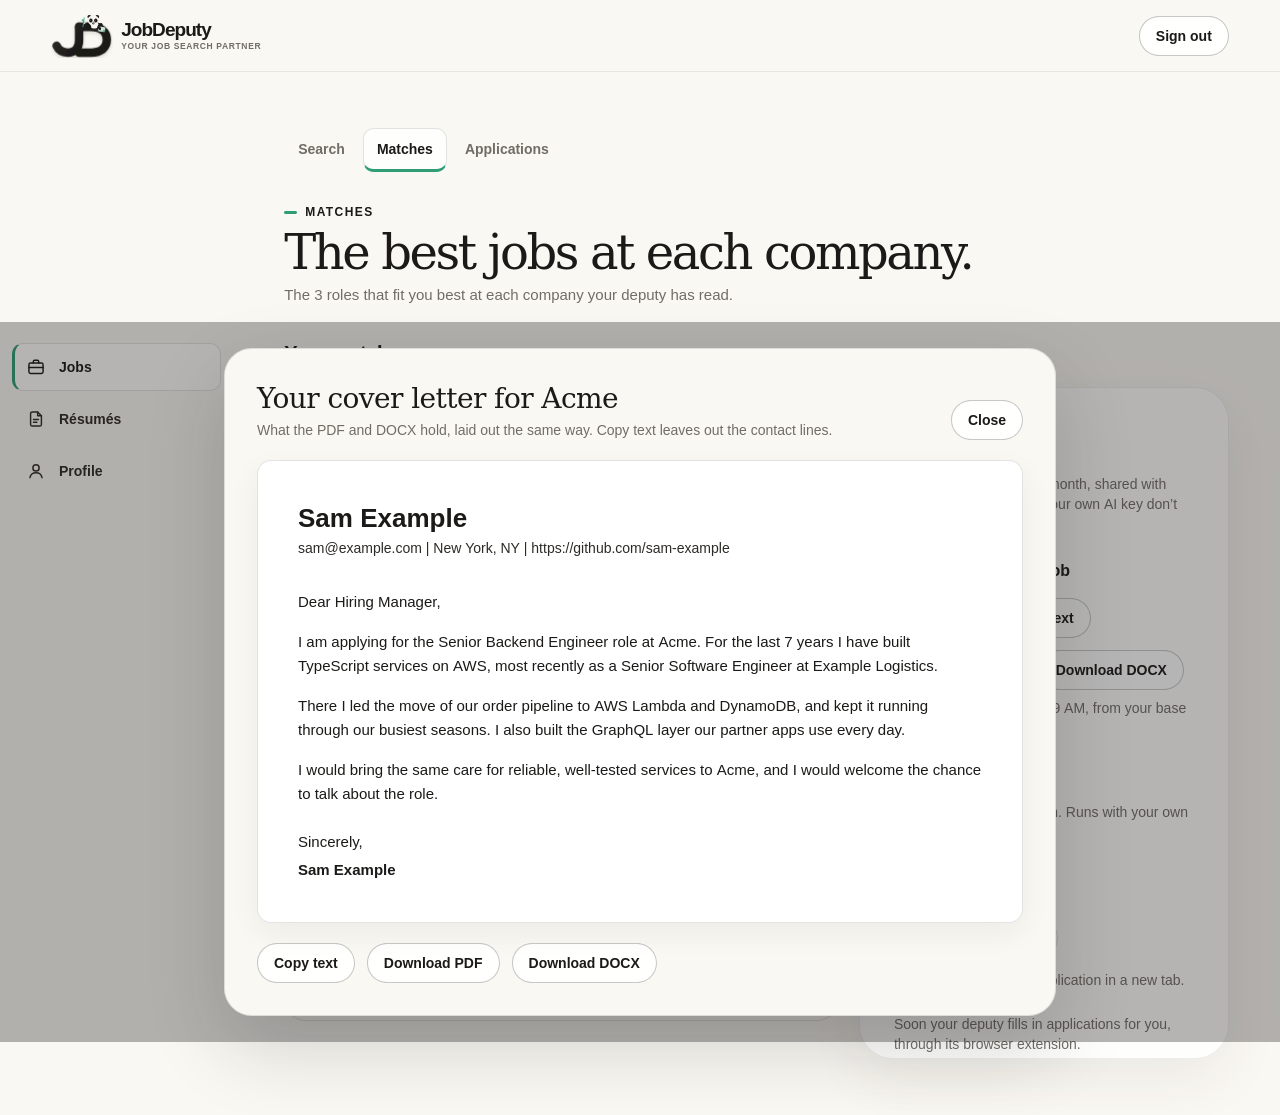 JobDeputy
YOUR JOB SEARCH PARTNER
Sign out
Search
Matches
Applications
MATCHES
The best jobs at each company.
The 3 roles that fit you best at each company your deputy has read.
Jobs
Résumés
Profile
Your cover letter for Acme
What the PDF and DOCX hold, laid out the same way. Copy text leaves out the contact lines.
Close
Sam Example
sam@example.com | New York, NY | https://github.com/sam-example
Dear Hiring Manager,
I am applying for the Senior Backend Engineer role at Acme. For the last 7 years I have built
TypeScript services on AWS, most recently as a Senior Software Engineer at Example Logistics.
There I led the move of our order pipeline to AWS Lambda and DynamoDB, and kept it running
through our busiest seasons. I also built the GraphQL layer our partner apps use every day.
I would bring the same care for reliable, well-tested services to Acme, and I would welcome the chance
to talk about the role.
Sincerely,
Sam Example
Copy text
Download PDF
Download DOCX
shared with
own AI key don't
Download DOCX
AM, from your base
Runs with your own
in a new tab.
Soon your deputy fills in applications for you,
through its browser extension.